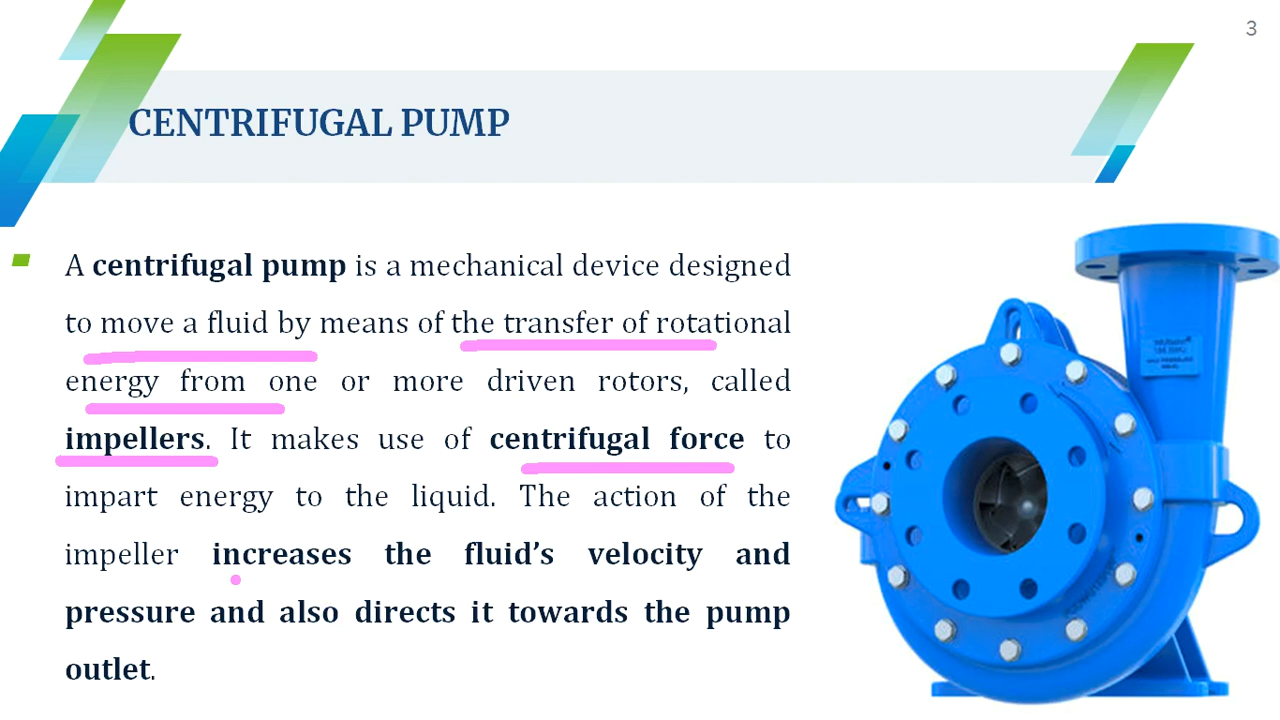 3
CENTRIFUGAL PUMP
A centrifugal pump is a mechanical device designed
to move a fluid by means of the transfer of rotational
energy from one or more driven rotors, called
impellers. It makes use of centrifugal force to
impart energy to the liquid. The action of the
impeller increases the fluid’s velocity and
pressure and also directs it towards the pump
outlet.